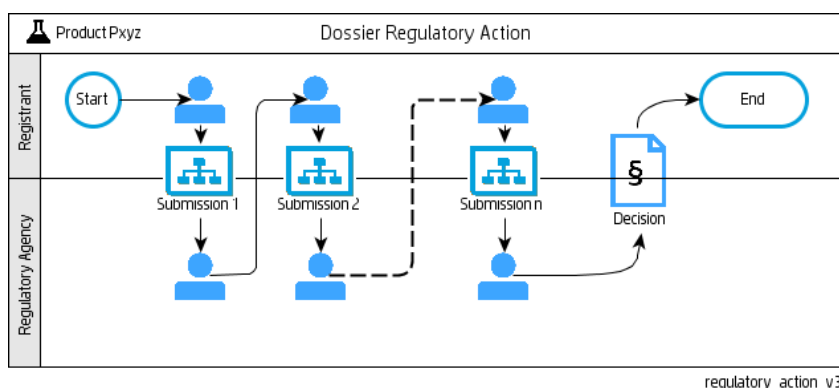 Product Pxyz
Dossier Regulatory Action
Registrant
Start
End
§
Submission 1
Submission 2
Submission n
Decision
Regulatory Agency
regulatory_action_v3